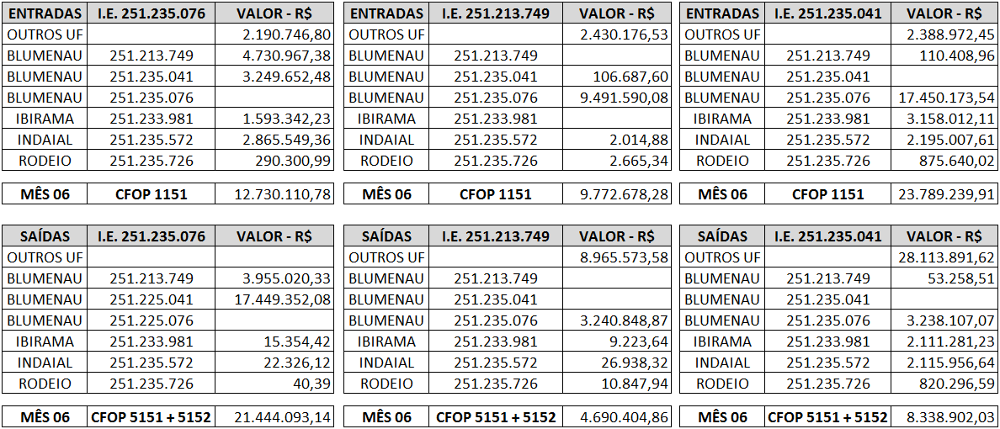 ENTRADAS I.E. 251.235.076 VALOR - R$
OUTROS UF 2.190.746,80
BLUMENAU 251.213.749 4.730.967,38
BLUMENAU 251.235.041 3.249.652,48
BLUMENAU 251.235.076
IBIRAMA 251.233.981 1.593.342,23
INDAIAL 251.235.572 2.865.549,36
RODEIO 251.235.726 290.300,99
MÊS 06 CFOP 1151 12.730.110,78
ENTRADAS I.E. 251.213.749 VALOR - R$
OUTROS UF 2.430.176,53
BLUMENAU 251.213.749
BLUMENAU 251.235.041 106.687,60
BLUMENAU 251.235.076 9.491.590,08
IBIRAMA 251.233.981
INDAIAL 251.235.572 2.014,88
RODEIO 251.235.726 2.665,34
MÊS 06 CFOP 1151 9.772.678,28
ENTRADAS I.E. 251.235.041 VALOR - R$
OUTROS UF 2.388.972,45
BLUMENAU 251.213.749 110.408,96
BLUMENAU 251.235.041
BLUMENAU 251.235.076 17.450.173,54
IBIRAMA 251.233.981 3.158.012,11
INDAIAL 251.235.572 2.195.007,61
RODEIO 251.235.726 875.640,02
MÊS 06 CFOP 1151 23.789.239,91
SAÍDAS I.E. 251.235.076 VALOR - R$
OUTROS UF
BLUMENAU 251.213.749 3.955.020,33
BLUMENAU 251.225.041 17.449.352,08
BLUMENAU 251.225.076
IBIRAMA 251.233.981 15.354,42
INDAIAL 251.235.572 22.326,12
RODEIO 251.235.726 40,39
MÊS 06 CFOP 5151 + 5152 21.444.093,14
SAÍDAS I.E. 251.213.749 VALOR - R$
OUTROS UF 8.965.573,58
BLUMENAU 251.213.749
BLUMENAU 251.235.041
BLUMENAU 251.235.076 3.240.848,87
IBIRAMA 251.233.981 9.223,64
INDAIAL 251.235.572 26.938,32
RODEIO 251.235.726 10.847,94
MÊS 06 CFOP 5151 + 5152 4.690.404,86
SAÍDAS I.E. 251.235.041 VALOR - R$
OUTROS UF 28.113.891,62
BLUMENAU 251.213.749 53.258,51
BLUMENAU 251.235.041
BLUMENAU 251.235.076 3.238.107,07
IBIRAMA 251.233.981 2.111.281,23
INDAIAL 251.235.572 2.115.956,64
RODEIO 251.235.726 820.296,59
MÊS 06 CFOP 5151 + 5152 8.338.902,03